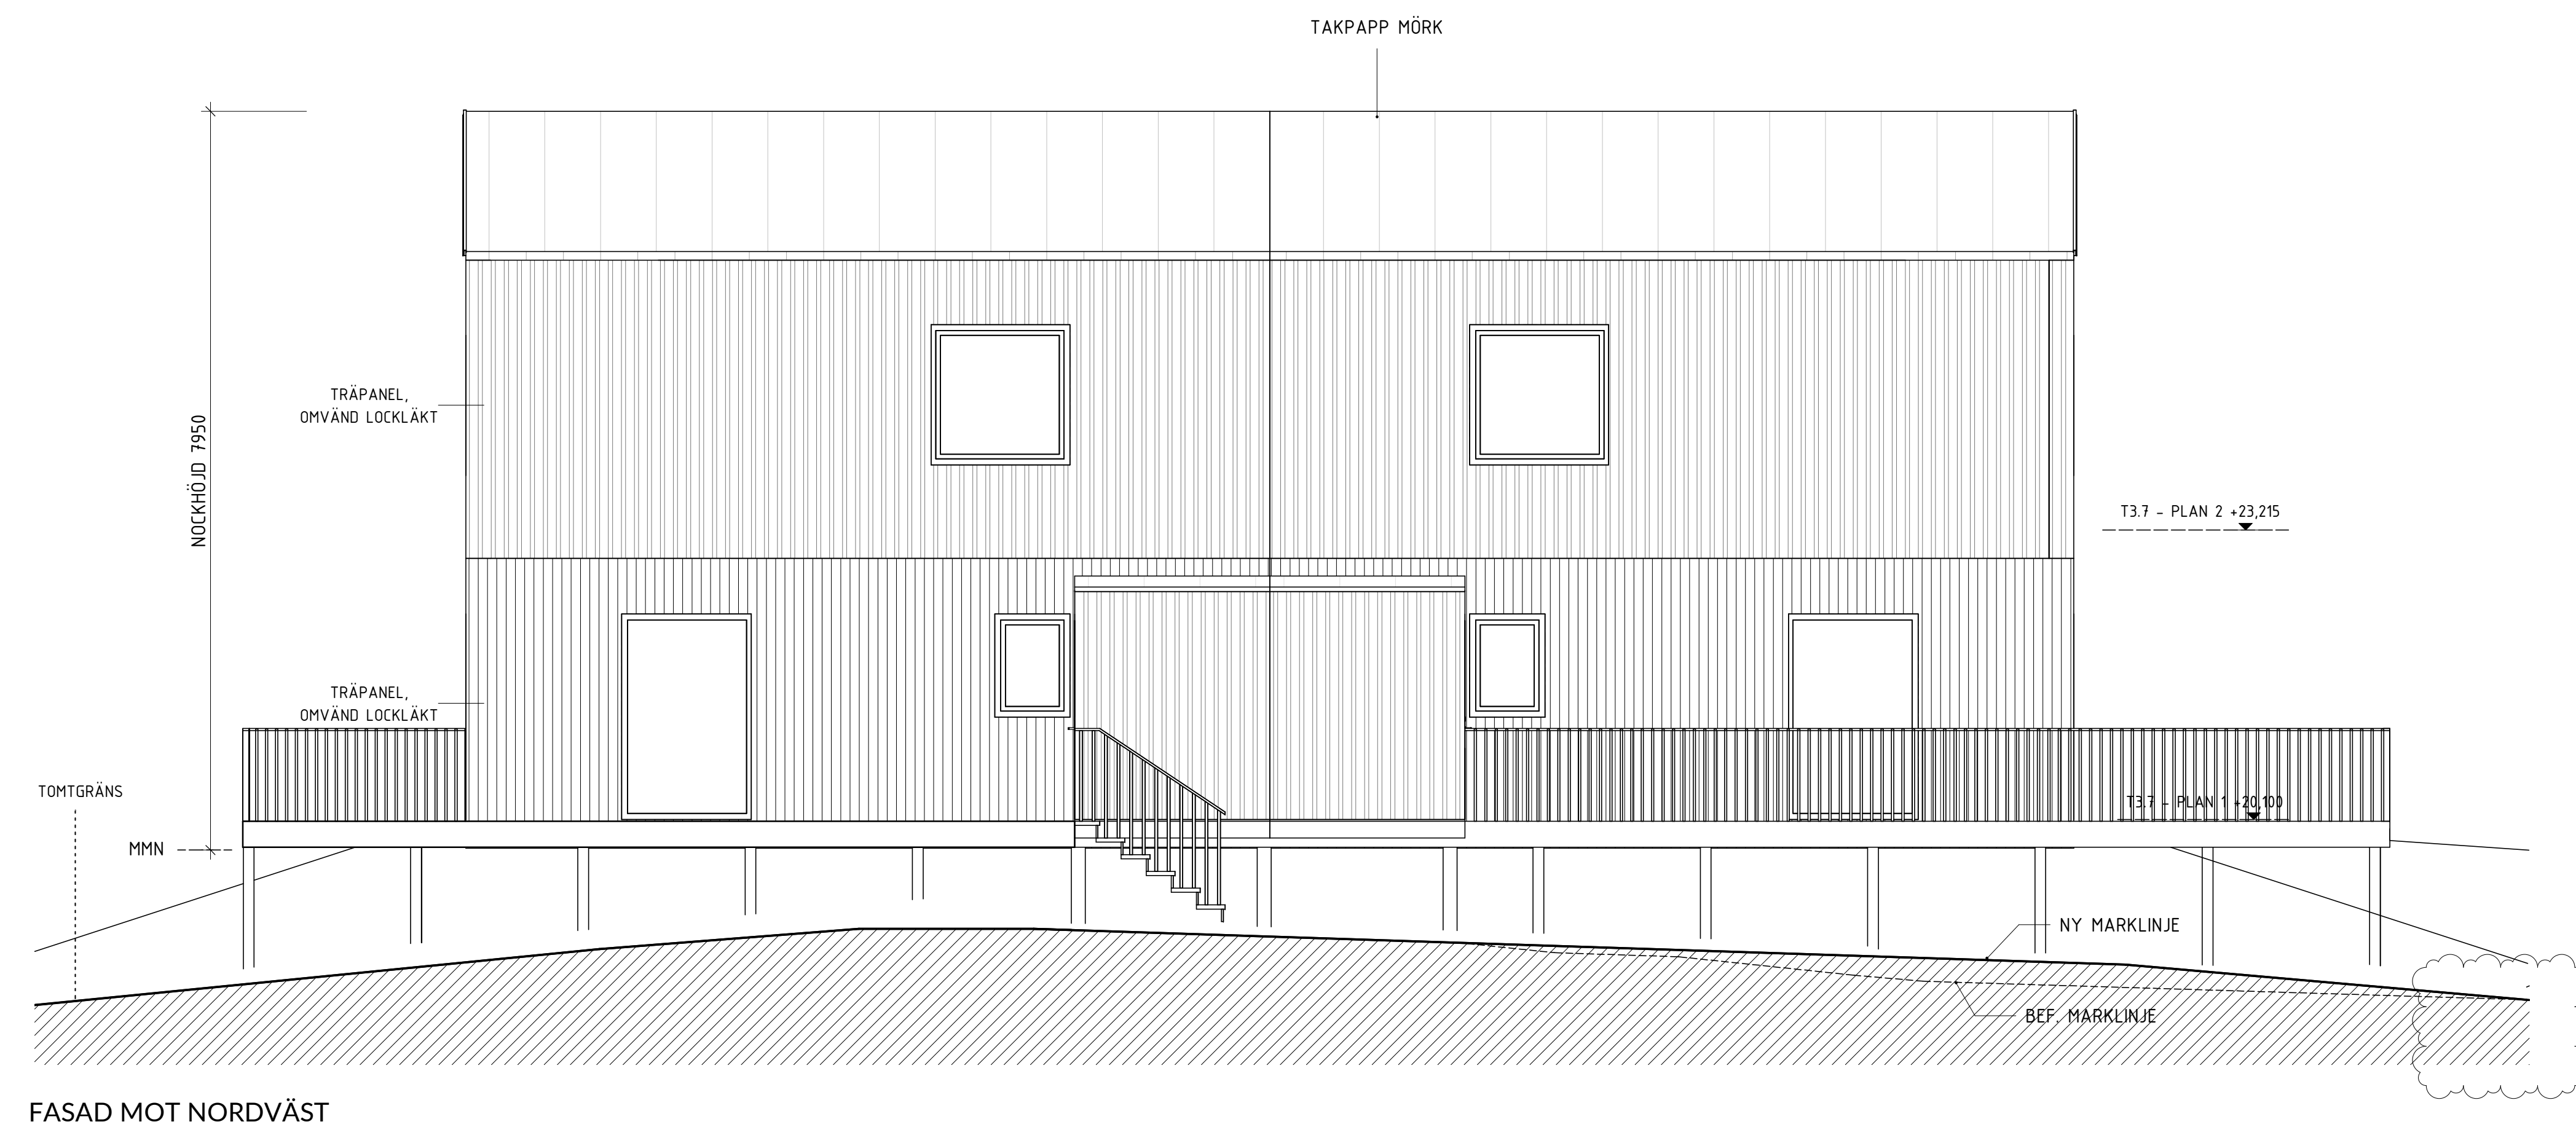 TAKPAPP MÖRK
NOCKHÖJD 7950
TRÄPANEL,
OMVÄND LOCKLÄKT
T3.7 - PLAN 2 +23,215
TRÄPANEL,
OMVÄND LOCKLÄKT
TOMTGRÄNS
T3.7 - PLAN 1 +20,100
MMN
NY MARKLINJE
BEF. MARKLINJE
FASAD MOT NORDVÄST